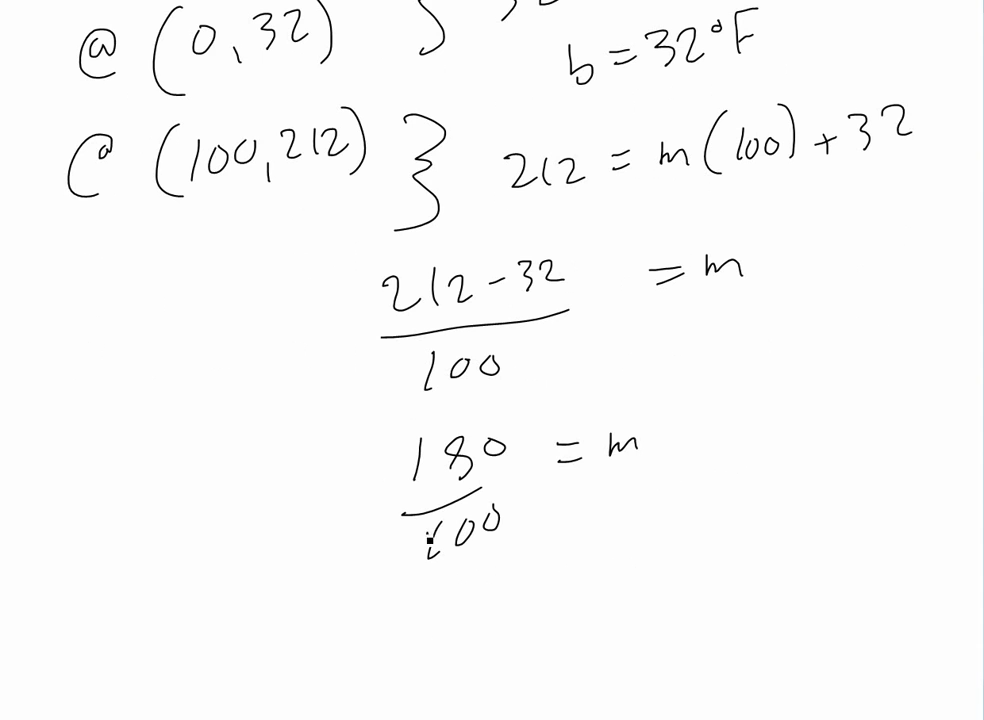 @ (0,32) }
b = 32°F
@ (100,212) } 212 = m(100) + 32
212 - 32 = m
100
180 = m
100